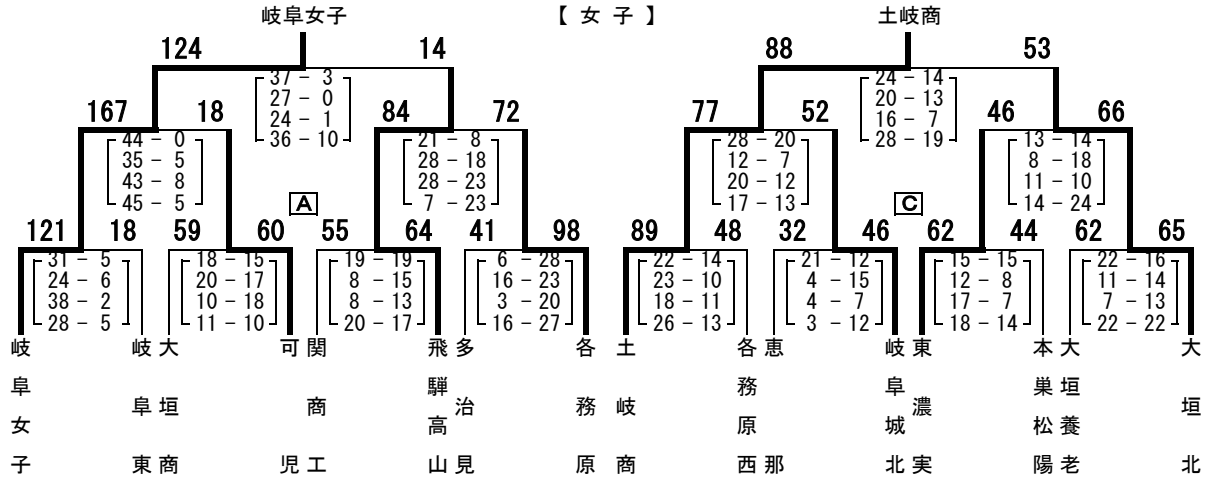 岐阜女子 【 女 子 】 土岐商
124 14 88 53
37 - 3 24 - 14
27 - 0 20 - 13
24 - 1 16 - 7
36 - 10 28 - 19
167 18 84 72 77 52 46 66
44 - 0 21 - 8 28 - 20 13 - 14
35 - 5 28 - 18 12 - 7 8 - 18
43 - 8 28 - 23 20 - 12 11 - 10
45 - 5 7 - 23 17 - 13 14 - 24
A C
121 18 59 60 55 64 41 98 89 48 32 46 62 44 62 65
31 - 5 18 - 15 19 - 19 6 - 28 22 - 14 21 - 12 15 - 15 22 - 16
24 - 6 20 - 17 8 - 15 16 - 23 23 - 10 4 - 15 12 - 8 11 - 14
38 - 2 10 - 18 8 - 13 3 - 20 18 - 11 4 - 7 17 - 7 7 - 13
28 - 5 11 - 10 20 - 17 16 - 27 26 - 13 3 - 12 18 - 14 22 - 22
岐阜女子
岐阜東
大垣商
可児
関商工
飛騨高山
多治見
各務原
土岐商
各務原西
恵那
岐阜城北
東濃実
本巣松陽
大垣養老
大垣北